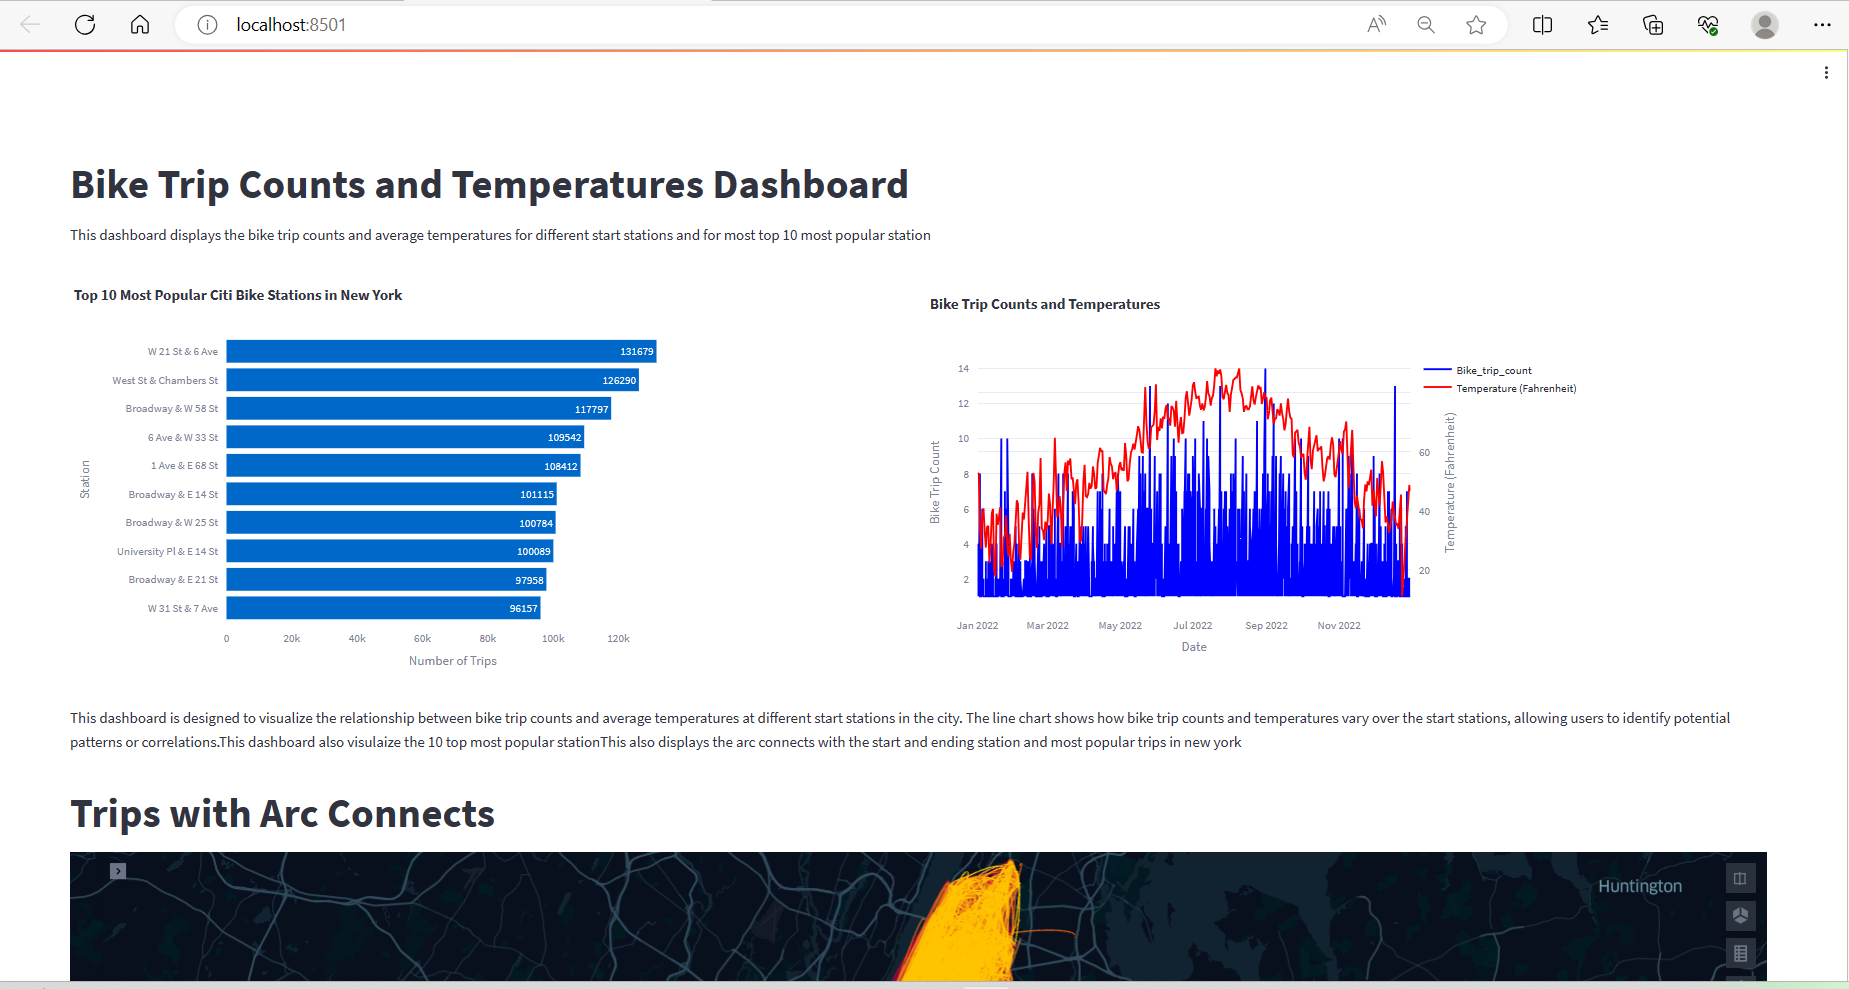 localhost:8501
Bike Trip Counts and Temperatures Dashboard
This dashboard displays the bike trip counts and average temperatures for different start stations and for most top 10 most popular station
Top 10 Most Popular Citi Bike Stations in New York
Station
W 21 St & 6 Ave 131679
West St & Chambers St 126290
Broadway & W 58 St 117797
6 Ave & W 33 St 109542
1 Ave & E 68 St 108412
Broadway & E 14 St 101115
Broadway & W 25 St 100784
University Pl & E 14 St 100089
Broadway & E 21 St 97958
W 31 St & 7 Ave 96157
0 20k 40k 60k 80k 100k 120k
Number of Trips
Bike Trip Counts and Temperatures
Bike Trip Count
14
12
10
8
6
4
2
Jan 2022 Mar 2022 May 2022 Jul 2022 Sep 2022 Nov 2022
Date
60
40
20
Temperature (Fahrenheit)
Bike_trip_count
Temperature (Fahrenheit)
This dashboard is designed to visualize the relationship between bike trip counts and average temperatures at different start stations in the city. The line chart shows how bike trip counts and temperatures vary over the start stations, allowing users to identify potential
patterns or correlations.This dashboard also visulaize the 10 top most popular stationThis also displays the arc connects with the start and ending station and most popular trips in new york
Trips with Arc Connects
Huntington